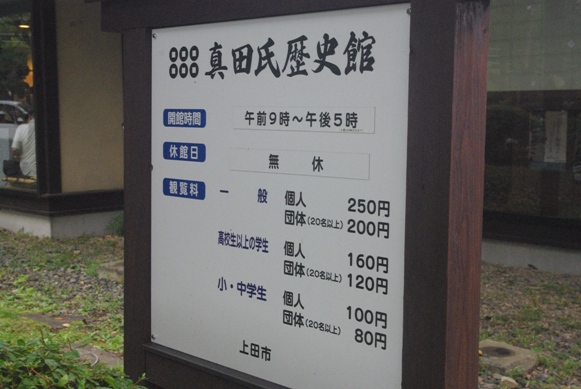 真田氏歴史館
開館時間 午前9時～午後5時
休館日 無休
観覧料 一般 個人 250円
団体(20名以上) 200円
高校生以上の学生 個人 160円
団体(20名以上) 120円
小・中学生 個人 100円
団体(20名以上) 80円
上田市